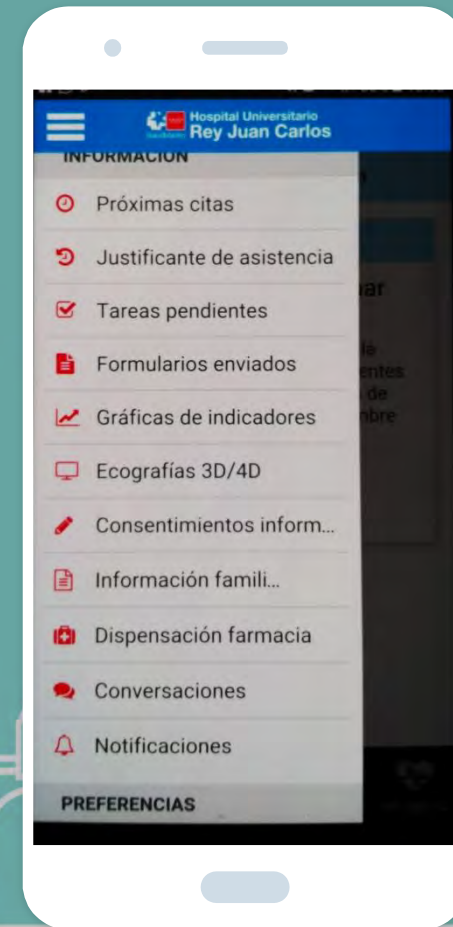 Hospital Universitario
Rey Juan Carlos
INFORMACIÓN
Próximas citas
Justificante de asistencia
Tareas pendientes
Formularios enviados
Gráficas de indicadores
Ecografías 3D/4D
Consentimientos inform...
Información famili...
Dispensación farmacia
Conversaciones
Notificaciones
PREFERENCIAS